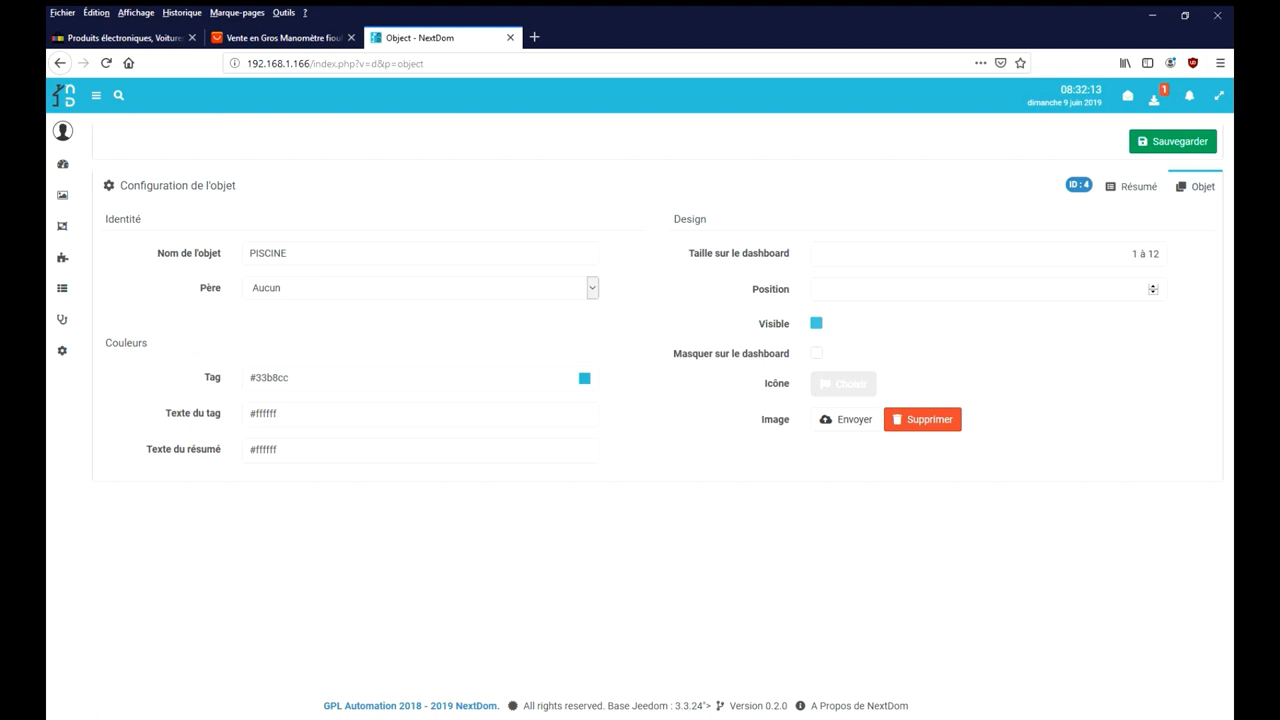 Fichier Édition Affichage Historique Marque-pages Outils ?
Produits électroniques, Voiture
Vente en Gros Manomètre fioul
Object - NextDom
192.168.1.166/index.php?v=d&p=object
08:32:13
dimanche 9 juin 2019
1
Sauvegarder
Configuration de l'objet
ID : 4
Résumé
Objet
Identité
Nom de l'objet PISCINE
Père Aucun
Couleurs
Tag #33b8cc
Texte du tag #ffffff
Texte du résumé #ffffff
Design
Taille sur le dashboard 1 à 12
Position
Visible
Masquer sur le dashboard
Icône Choisir
Image Envoyer Supprimer
GPL Automation 2018 - 2019 NextDom. All rights reserved. Base Jeedom : 3.3.24"> Version 0.2.0 A Propos de NextDom